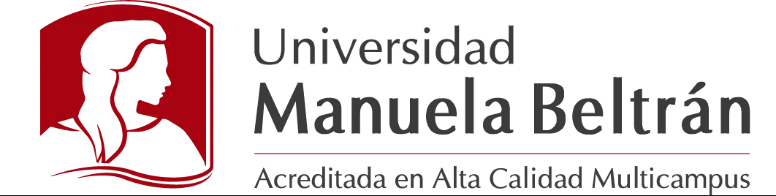 Universidad
Manuela Beltrán
Acreditada en Alta Calidad Multicampus